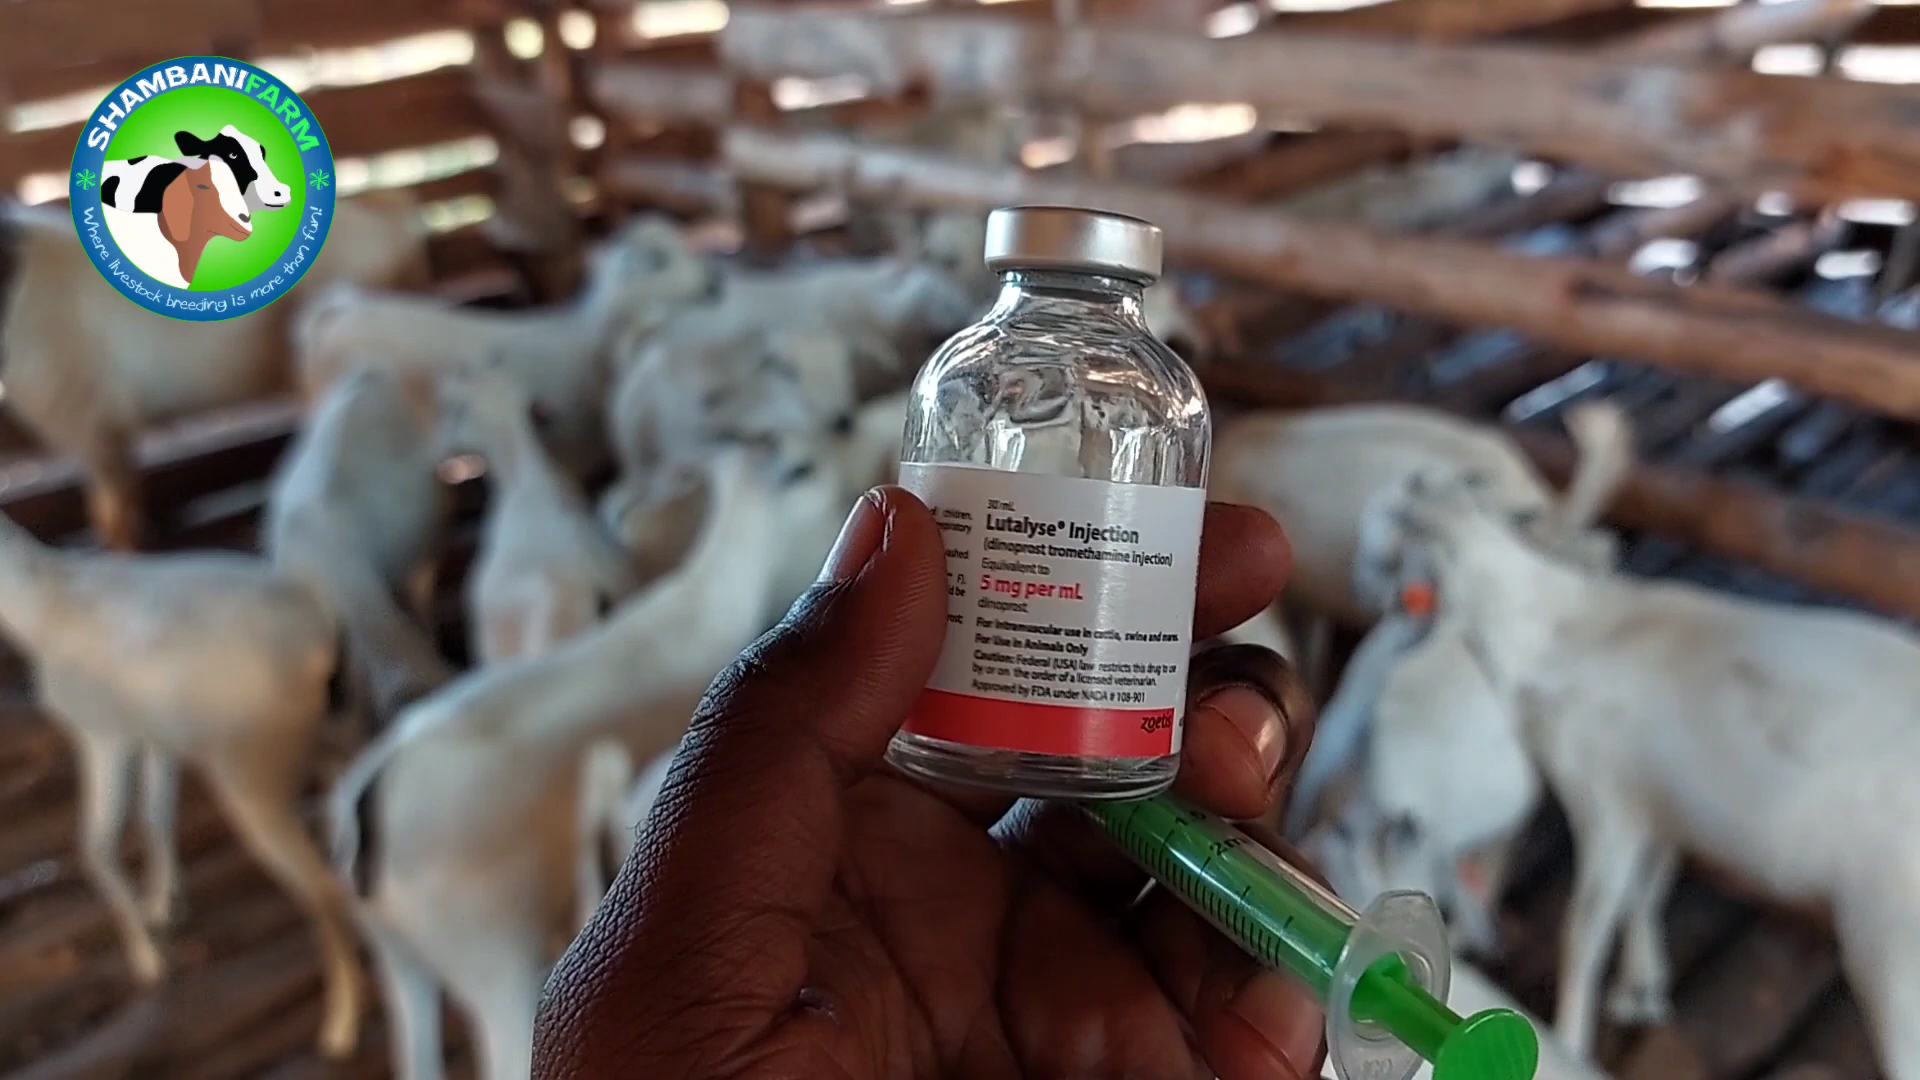 SHAMBANIFARM
Where livestock breeding is more than fun!
30 mL
Lutalyse® Injection
(dinoprost tromethamine injection)
Equivalent to
5 mg per mL
dinoprost
For intramuscular use in cattle, swine and mares.
For Use in Animals Only
Caution: Federal (USA) law restricts this drug to use
by or on the order of a licensed veterinarian.
Approved by FDA under NADA # 108-901
zoetis
of children,
F).
d be